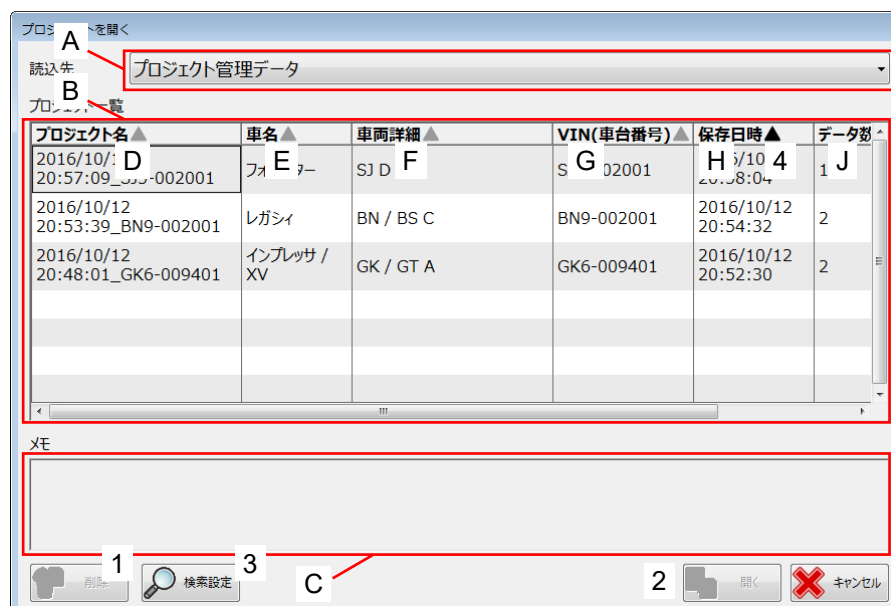 プロジェクトを開く
A
読込先
プロジェクト管理データ
B
プロジェクト一覧
プロジェクト名▲ 車名▲ 車両詳細▲ VIN(車台番号)▲ 保存日時▲ データ数
D E F G H 4 J
2016/10/1
20:57:09_SJ5-002001 SJ D 02001 20:58:04 1
2016/10/12
20:53:39_BN9-002001 レガシィ BN / BS C BN9-002001 2016/10/12
20:54:32 2
2016/10/12
20:48:01_GK6-009401 インプレッサ /
XV GK / GT A GK6-009401 2016/10/12
20:52:30 2
メモ
1 3 C 2
削除 検索設定 開く キャンセル